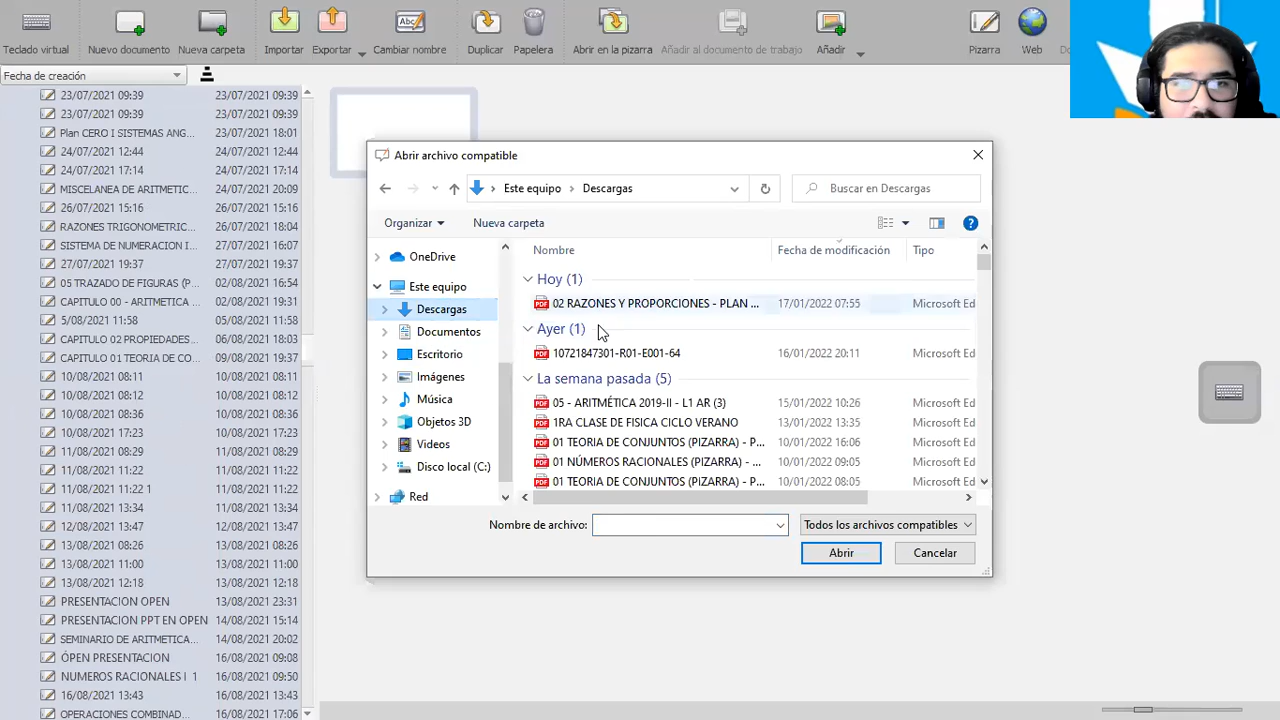 Teclado virtual
Nuevo documento
Nueva carpeta
Importar
Exportar
Cambiar nombre
Duplicar
Papelera
Abrir en la pizarra
Añadir al documento de trabajo
Añadir
Pizarra
Web
Fecha de creación
23/07/2021 09:39 23/07/2021 09:39
23/07/2021 09:39 23/07/2021 09:39
Plan CERO I SISTEMAS ANG... 23/07/2021 18:01
24/07/2021 12:44 24/07/2021 12:44
24/07/2021 17:14 24/07/2021 17:14
MISCELANEA DE ARITMETIC... 24/07/2021 20:09
26/07/2021 15:16 26/07/2021 15:16
RAZONES TRIGONOMETRIC... 26/07/2021 18:04
SISTEMA DE NUMERACION I... 27/07/2021 16:07
27/07/2021 19:37 27/07/2021 19:37
05 TRAZADO DE FIGURAS (P... 02/08/2021 16:54
CAPITULO 00 - ARITMETICA ... 02/08/2021 19:31
5/08/2021 11:58 05/08/2021 11:58
CAPITULO 02 PROPIEDADES... 06/08/2021 18:03
CAPITULO 01 TEORIA DE CO... 09/08/2021 19:37
10/08/2021 08:11 10/08/2021 08:11
10/08/2021 08:12 10/08/2021 08:12
10/08/2021 08:36 10/08/2021 08:36
10/08/2021 17:23 10/08/2021 17:23
11/08/2021 08:29 11/08/2021 08:29
11/08/2021 11:22 11/08/2021 11:22
11/08/2021 11:22 1 11/08/2021 11:22
11/08/2021 13:34 11/08/2021 13:34
12/08/2021 13:47 12/08/2021 13:47
13/08/2021 08:26 13/08/2021 08:26
13/08/2021 11:00 13/08/2021 11:00
13/08/2021 12:18 13/08/2021 12:18
PRESENTACION OPEN 13/08/2021 23:31
PRESENTACION PPT EN OPEN 14/08/2021 15:14
SEMINARIO DE ARITMETICA... 14/08/2021 20:02
ÓPEN PRESENTACION 16/08/2021 09:08
NUMEROS RACIONALES I 1 16/08/2021 09:50
16/08/2021 13:43 16/08/2021 13:43
OPERACIONES COMBINAD... 16/08/2021 17:06
Abrir archivo compatible
Este equipo > Descargas
Buscar en Descargas
Organizar
Nueva carpeta
OneDrive
Este equipo
Descargas
Documentos
Escritorio
Imágenes
Música
Objetos 3D
Videos
Disco local (C:)
Red
Nombre Fecha de modificación Tipo
Hoy (1)
02 RAZONES Y PROPORCIONES - PLAN ... 17/01/2022 07:55 Microsoft Ed
Ayer (1)
10721847301-R01-E001-64 16/01/2022 20:11 Microsoft Ed
La semana pasada (5)
05 - ARITMÉTICA 2019-II - L1 AR (3) 15/01/2022 10:26 Microsoft Ed
1RA CLASE DE FISICA CICLO VERANO 13/01/2022 13:35 Microsoft Ed
01 TEORIA DE CONJUNTOS (PIZARRA) - P... 10/01/2022 16:06 Microsoft Ed
01 NÚMEROS RACIONALES (PIZARRA) - ... 10/01/2022 09:05 Microsoft Ed
01 TEORIA DE CONJUNTOS (PIZARRA) - P... 10/01/2022 08:05 Microsoft Ed
Nombre de archivo:
Todos los archivos compatibles
Abrir
Cancelar